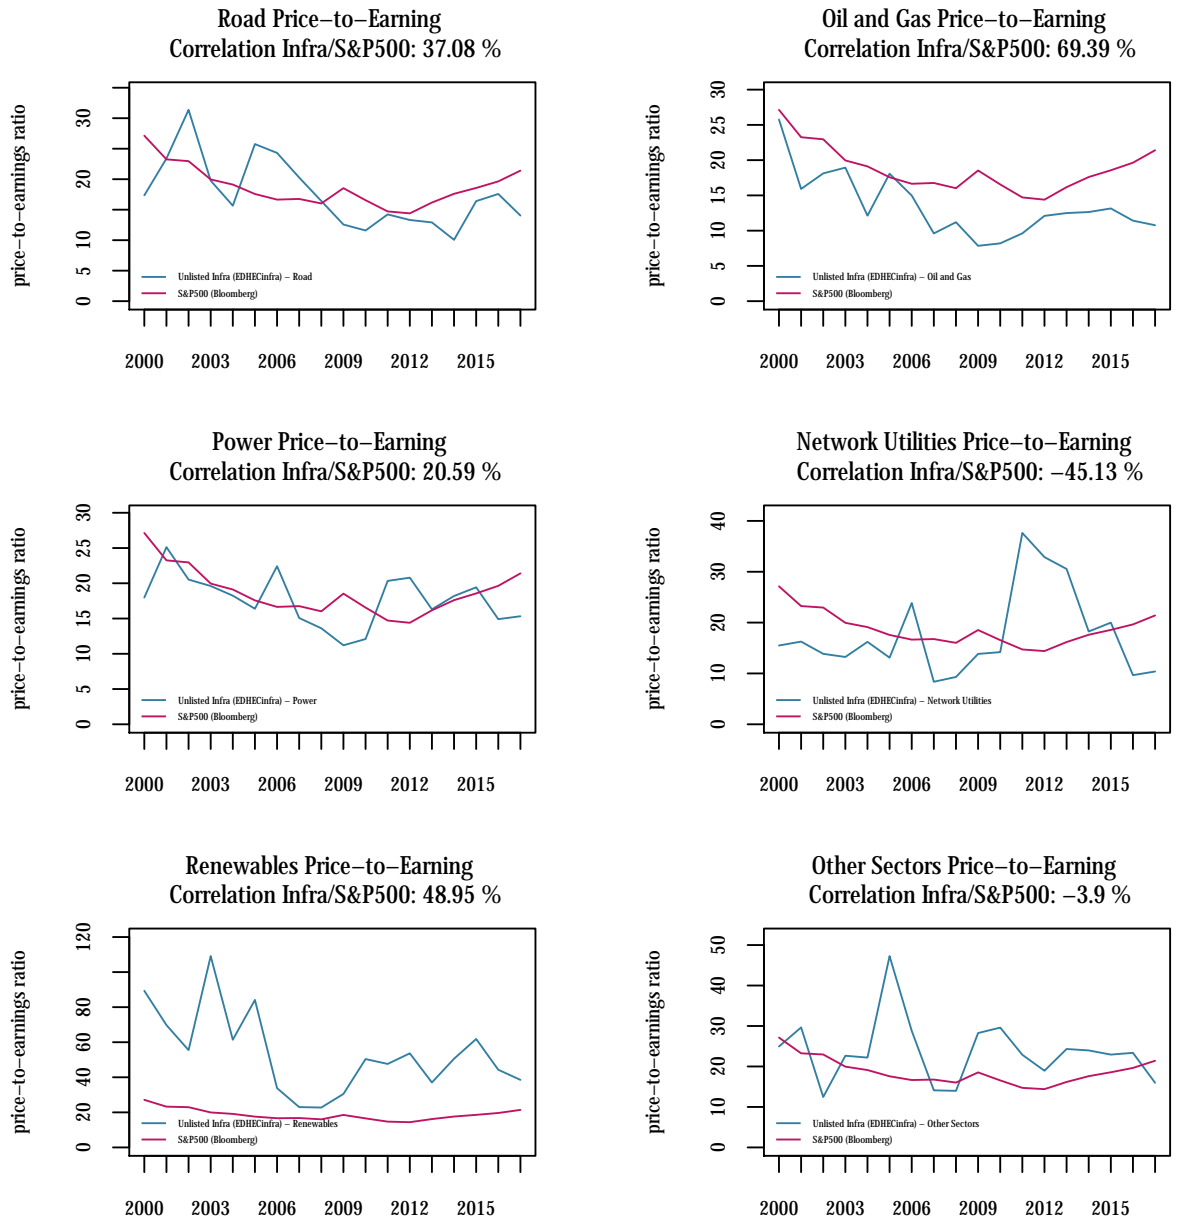 Road Price–to–Earning
Correlation Infra/S&P500: 37.08 %
price–to–earnings ratio
30
20
10
5
0
Unlisted Infra (EDHECinfra) – Road
S&P500 (Bloomberg)
2000 2003 2006 2009 2012 2015
Oil and Gas Price–to–Earning
Correlation Infra/S&P500: 69.39 %
price–to–earnings ratio
30
25
20
15
10
5
0
Unlisted Infra (EDHECinfra) – Oil and Gas
S&P500 (Bloomberg)
2000 2003 2006 2009 2012 2015
Power Price–to–Earning
Correlation Infra/S&P500: 20.59 %
price–to–earnings ratio
30
25
20
15
10
5
0
Unlisted Infra (EDHECinfra) – Power
S&P500 (Bloomberg)
2000 2003 2006 2009 2012 2015
Network Utilities Price–to–Earning
Correlation Infra/S&P500: –45.13 %
price–to–earnings ratio
40
30
20
10
0
Unlisted Infra (EDHECinfra) – Network Utilities
S&P500 (Bloomberg)
2000 2003 2006 2009 2012 2015
Renewables Price–to–Earning
Correlation Infra/S&P500: 48.95 %
price–to–earnings ratio
120
80
60
40
20
0
Unlisted Infra (EDHECinfra) – Renewables
S&P500 (Bloomberg)
2000 2003 2006 2009 2012 2015
Other Sectors Price–to–Earning
Correlation Infra/S&P500: –3.9 %
price–to–earnings ratio
50
40
30
20
10
0
Unlisted Infra (EDHECinfra) – Other Sectors
S&P500 (Bloomberg)
2000 2003 2006 2009 2012 2015